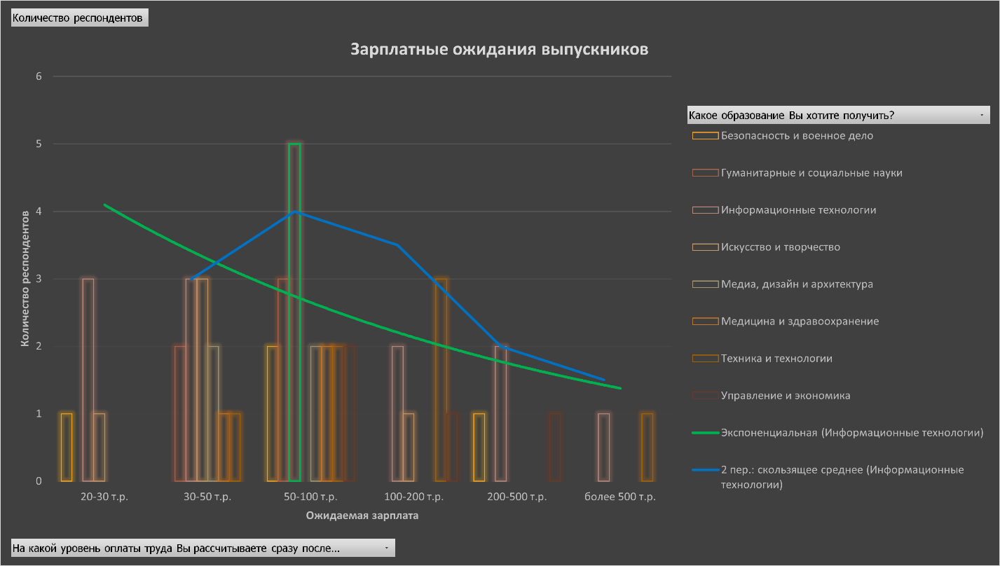 Количество респондентов
Зарплатные ожидания выпускников
6
5
4
3
2
1
0
Количество респондентов
20-30 т.р.
30-50 т.р.
50-100 т.р.
100-200 т.р.
200-500 т.р.
более 500 т.р.
Ожидаемая зарплата
Какое образование Вы хотите получить?
Безопасность и военное дело
Гуманитарные и социальные науки
Информационные технологии
Искусство и творчество
Медиа, дизайн и архитектура
Медицина и здравоохранение
Техника и технологии
Управление и экономика
Экспоненциальная (Информационные технологии)
2 пер.: скользящее среднее (Информационные
технологии)
На какой уровень оплаты труда Вы рассчитываете сразу после...